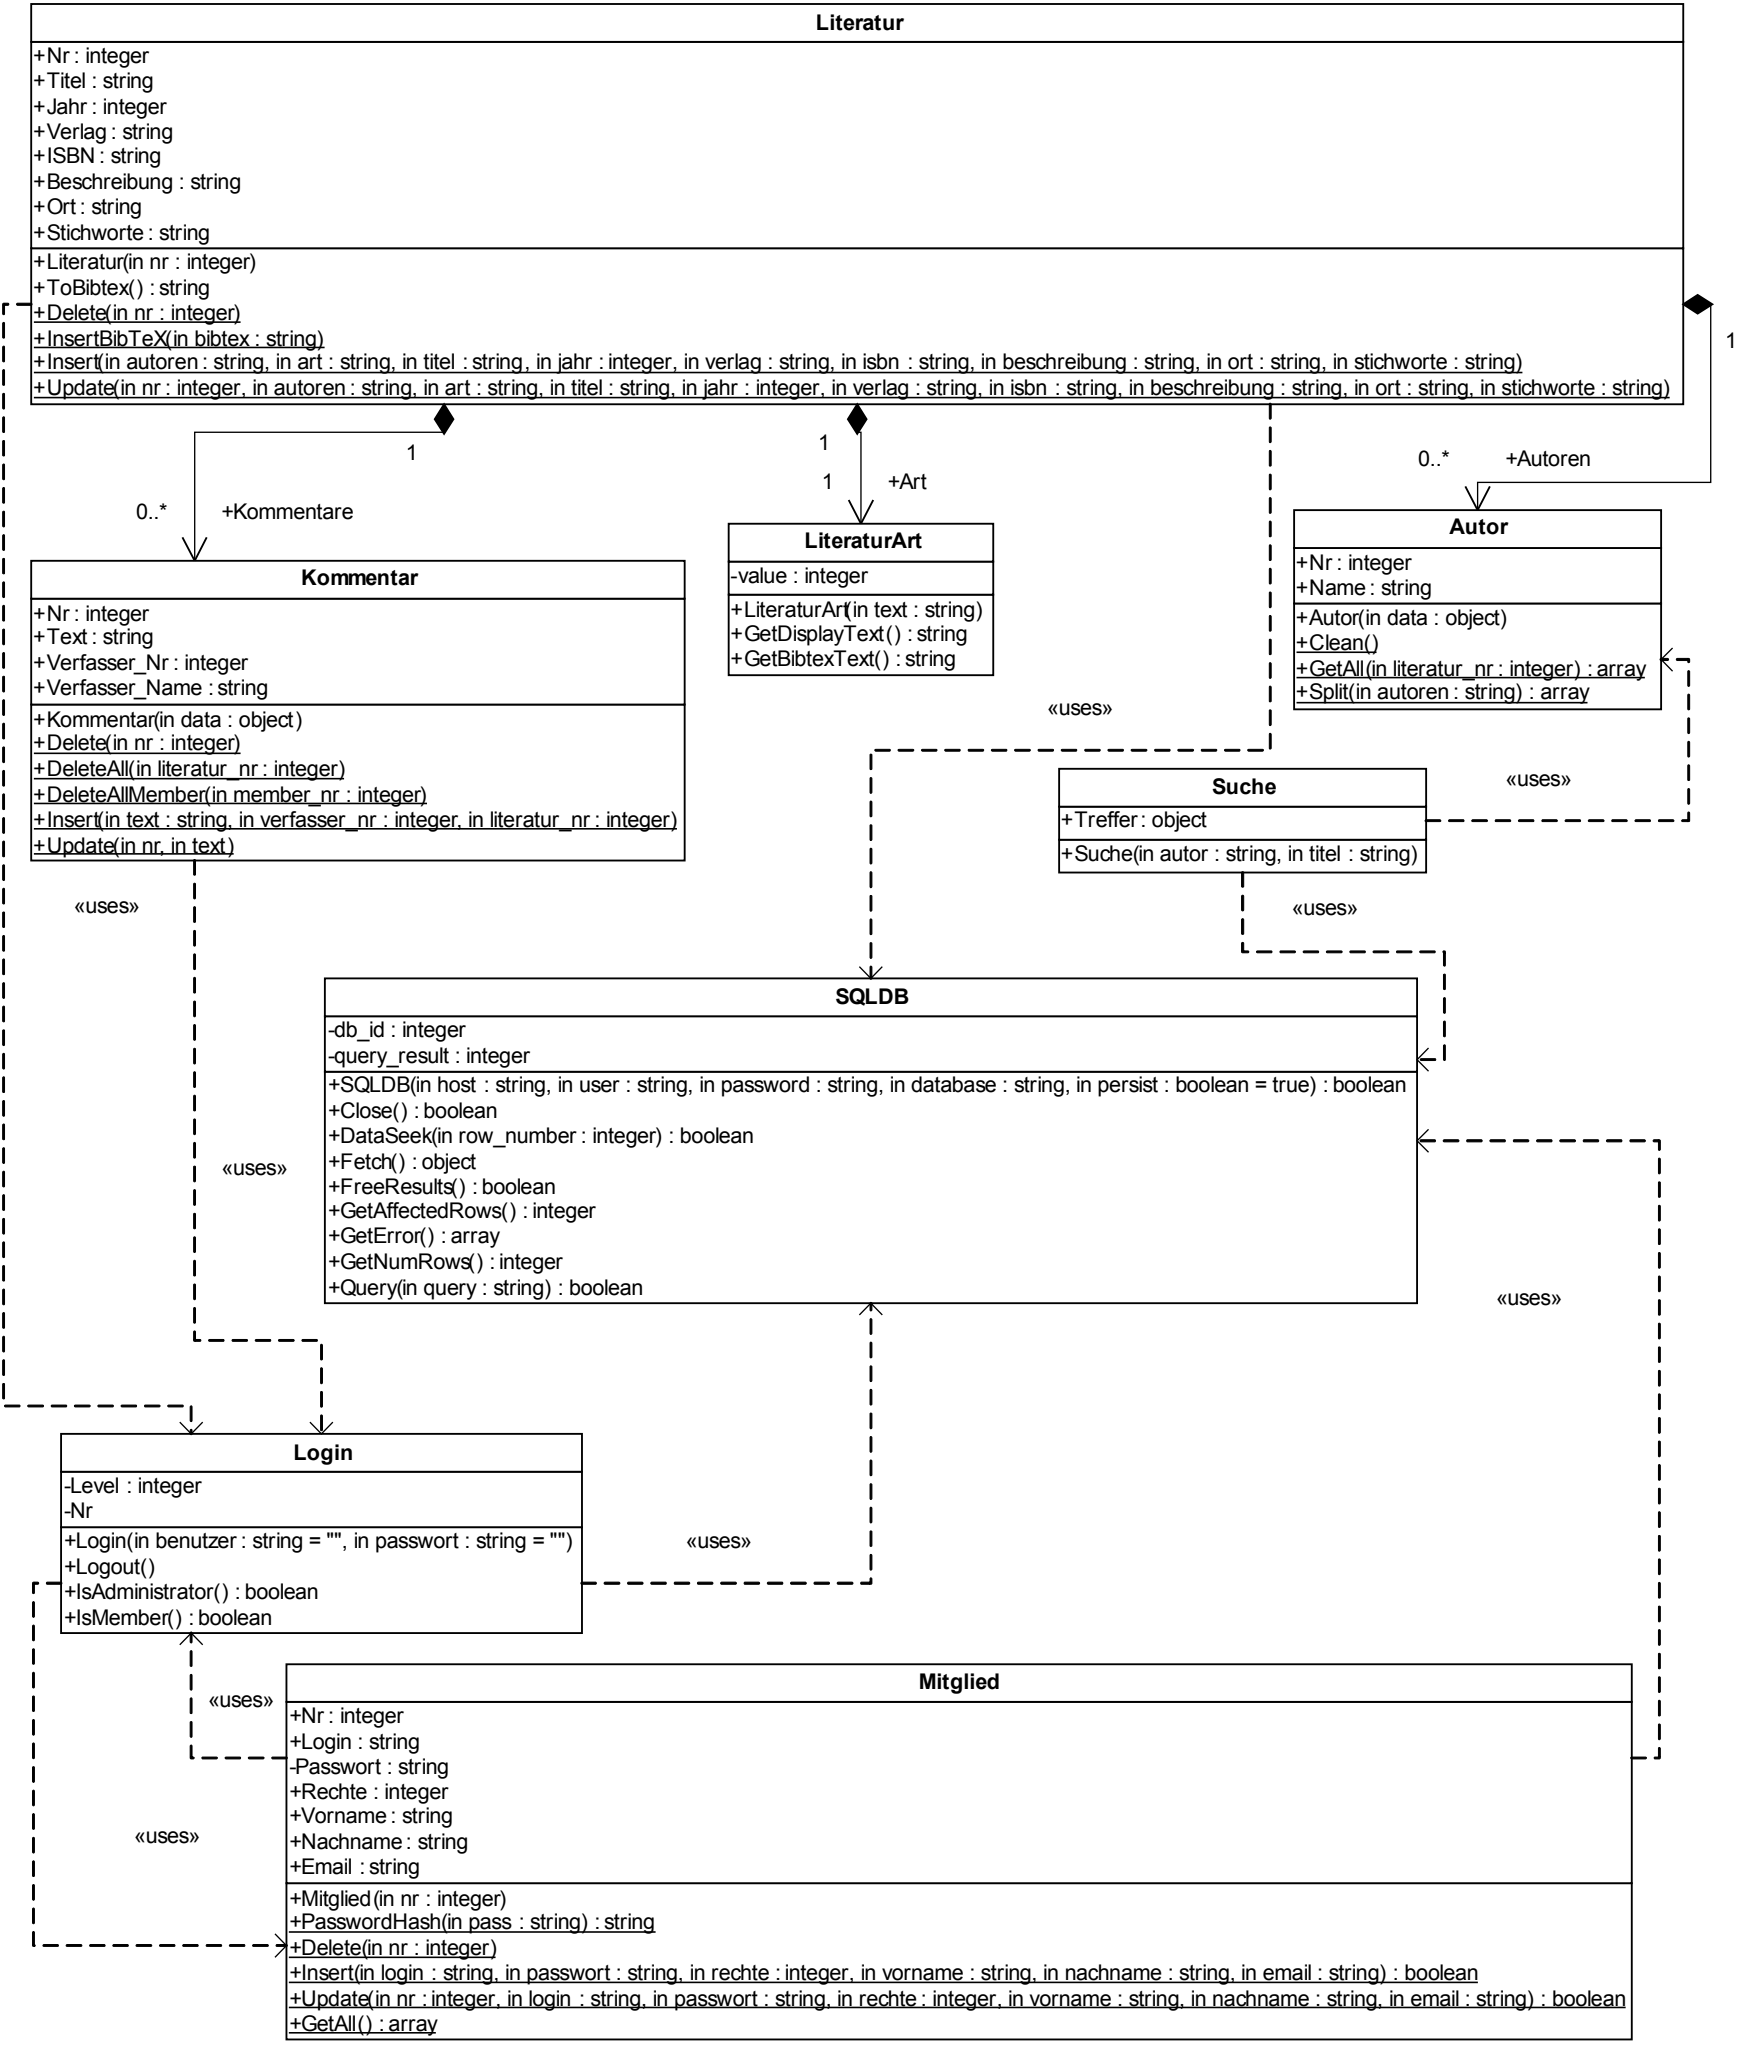 Literatur
+Nr : integer
+Titel : string
+Jahr : integer
+Verlag : string
+ISBN : string
+Beschreibung : string
+Ort : string
+Stichworte : string
+Literatur(in nr : integer)
+ToBibtex() : string
+Delete(in nr : integer)
+InsertBibTeX(in bibtex : string)
+Insert(in autoren : string, in art : string, in titel : string, in jahr : integer, in verlag : string, in isbn : string, in beschreibung : string, in ort : string, in stichworte : string)
+Update(in nr : integer, in autoren : string, in art : string, in titel : string, in jahr : integer, in verlag : string, in isbn : string, in beschreibung : string, in ort : string, in stichworte : string)
1
1
1
0..* +Autoren
1 +Art
0..* +Kommentare
Kommentar
+Nr : integer
+Text : string
+Verfasser_Nr : integer
+Verfasser_Name : string
+Kommentar(in data : object)
+Delete(in nr : integer)
+DeleteAll(in literatur_nr : integer)
+DeleteAllMember(in member_nr : integer)
+Insert(in text : string, in verfasser_nr : integer, in literatur_nr : integer)
+Update(in nr, in text)
LiteraturArt
-value : integer
+LiteraturArt(in text : string)
+GetDisplayText() : string
+GetBibtexText() : string
Autor
+Nr : integer
+Name : string
+Autor(in data : object)
+Clean()
+GetAll(in literatur_nr : integer) : array
+Split(in autoren : string) : array
«uses»
Suche
+Treffer : object
+Suche(in autor : string, in titel : string)
«uses»
«uses»
«uses»
SQLDB
-db_id : integer
-query_result : integer
+SQLDB(in host : string, in user : string, in password : string, in database : string, in persist : boolean = true) : boolean
+Close() : boolean
+DataSeek(in row_number : integer) : boolean
+Fetch() : object
+FreeResults() : boolean
+GetAffectedRows() : integer
+GetError() : array
+GetNumRows() : integer
+Query(in query : string) : boolean
«uses»
«uses»
Login
-Level : integer
-Nr
+Login(in benutzer : string = "", in passwort : string = "")
+Logout()
+IsAdministrator() : boolean
+IsMember() : boolean
«uses»
«uses»
«uses»
Mitglied
+Nr : integer
+Login : string
-Passwort : string
+Rechte : integer
+Vorname : string
+Nachname : string
+Email : string
+Mitglied(in nr : integer)
+PasswordHash(in pass : string) : string
+Delete(in nr : integer)
+Insert(in login : string, in passwort : string, in rechte : integer, in vorname : string, in nachname : string, in email : string) : boolean
+Update(in nr : integer, in login : string, in passwort : string, in rechte : integer, in vorname : string, in nachname : string, in email : string) : boolean
+GetAll() : array